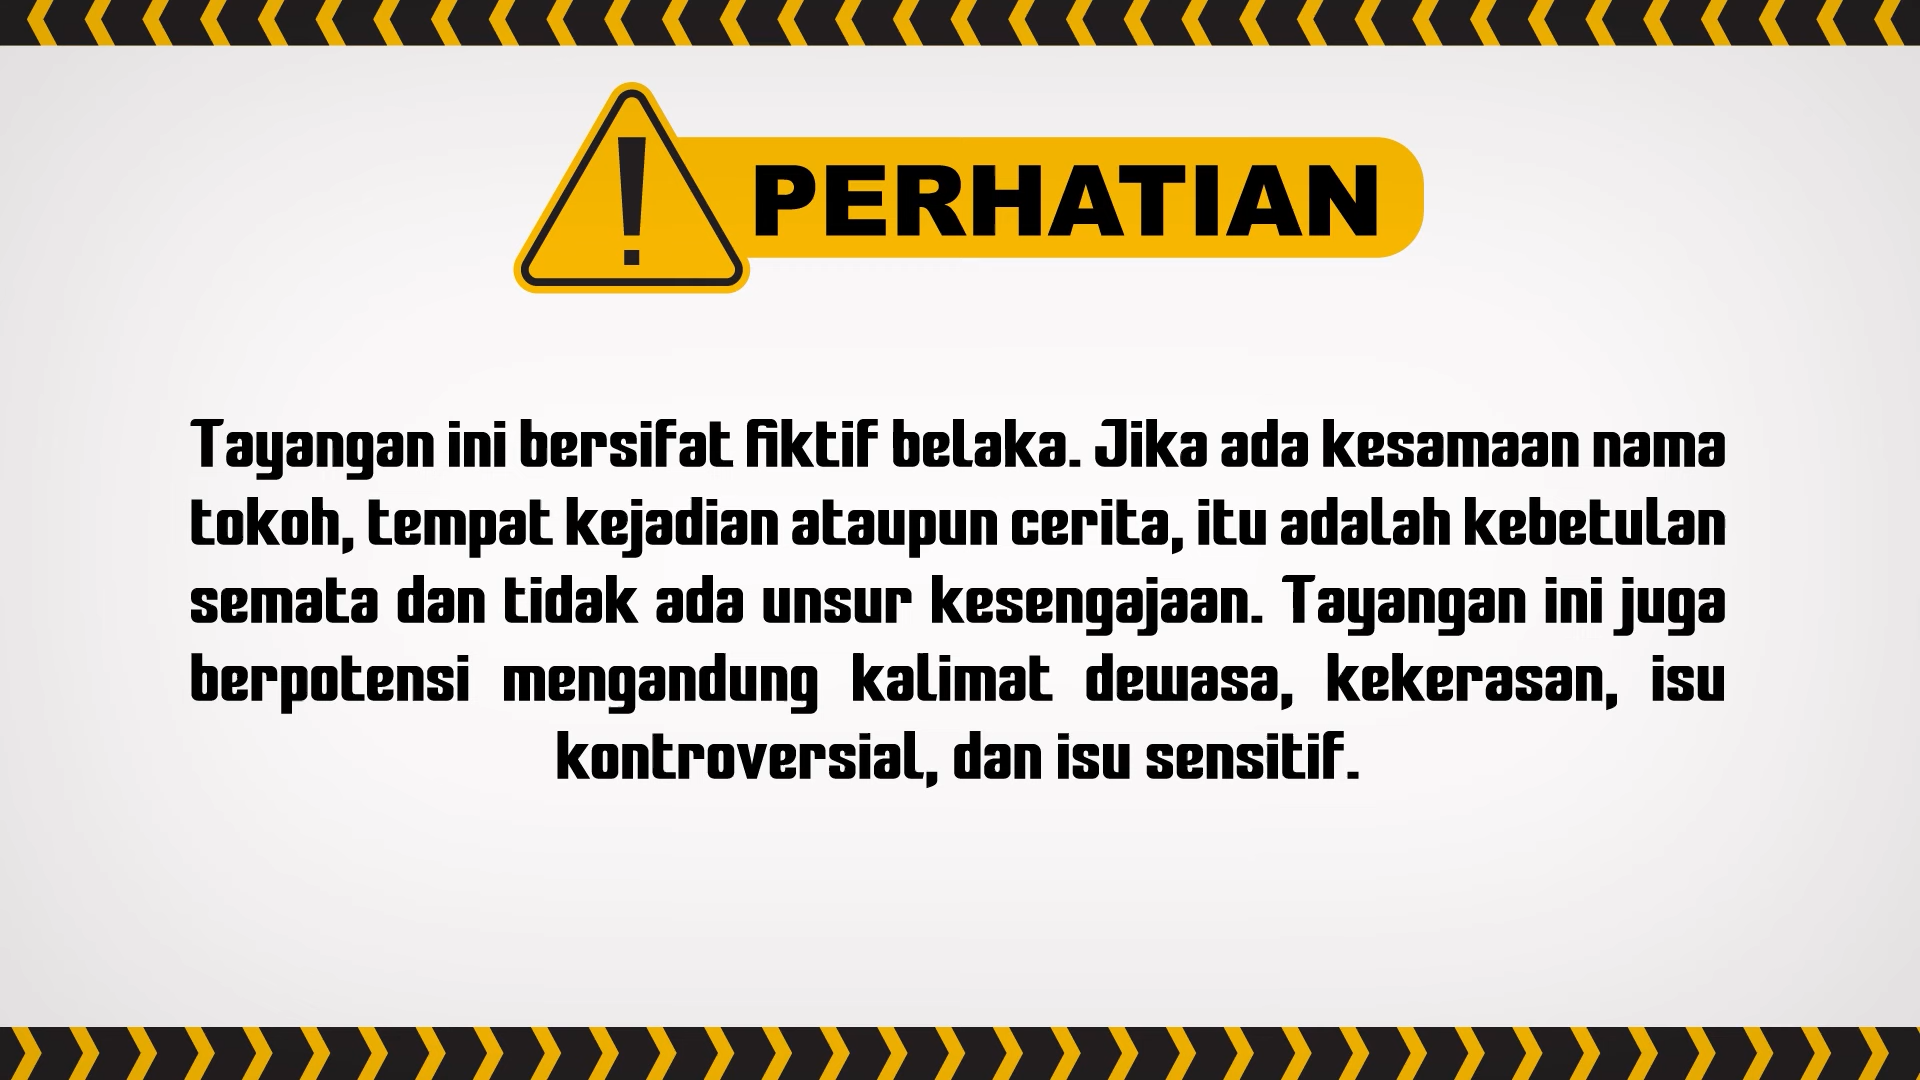 PERHATIAN
Tayangan ini bersifat fiktif belaka. Jika ada kesamaan nama
tokoh, tempat kejadian ataupun cerita, itu adalah kebetulan
semata dan tidak ada unsur kesengajaan. Tayangan ini juga
berpotensi mengandung kalimat dewasa, kekerasan, isu
kontroversial, dan isu sensitif.